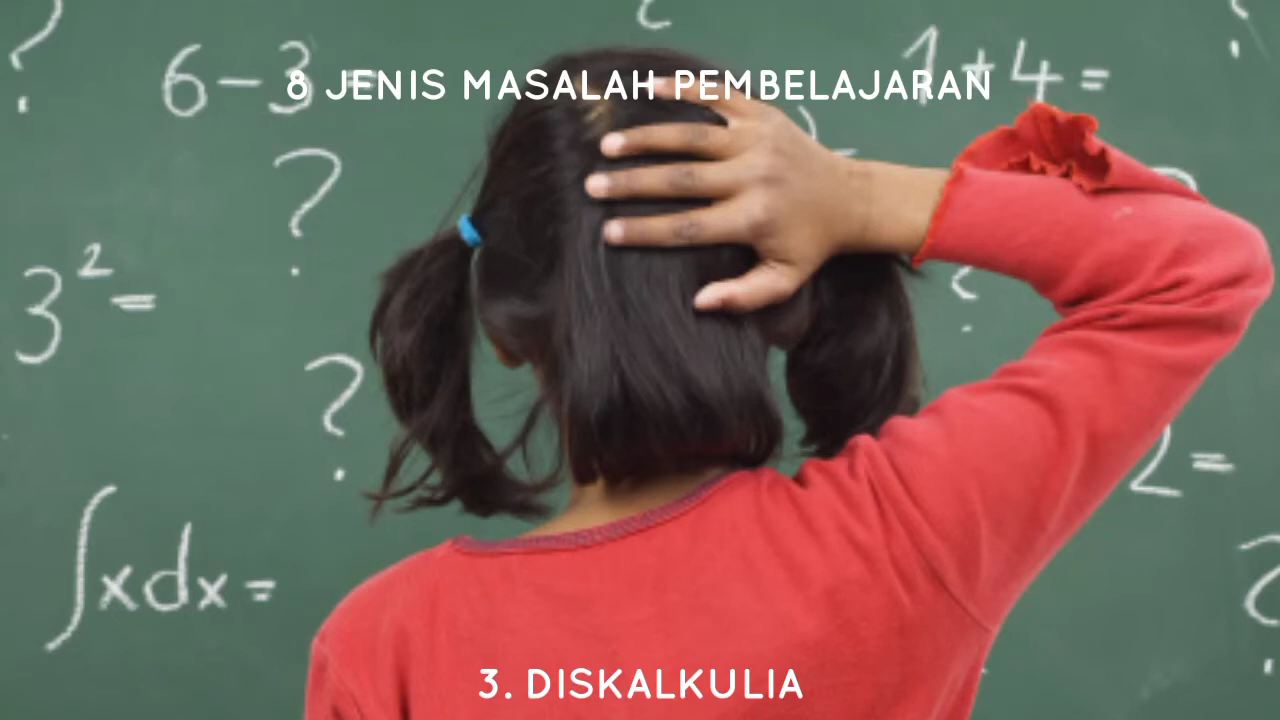 ?
6-3=
8 JENIS MASALAH PEMBELAJARAN
1+4=
?
3²=
?
2=
∫xdx=
3. DISKALKULIA